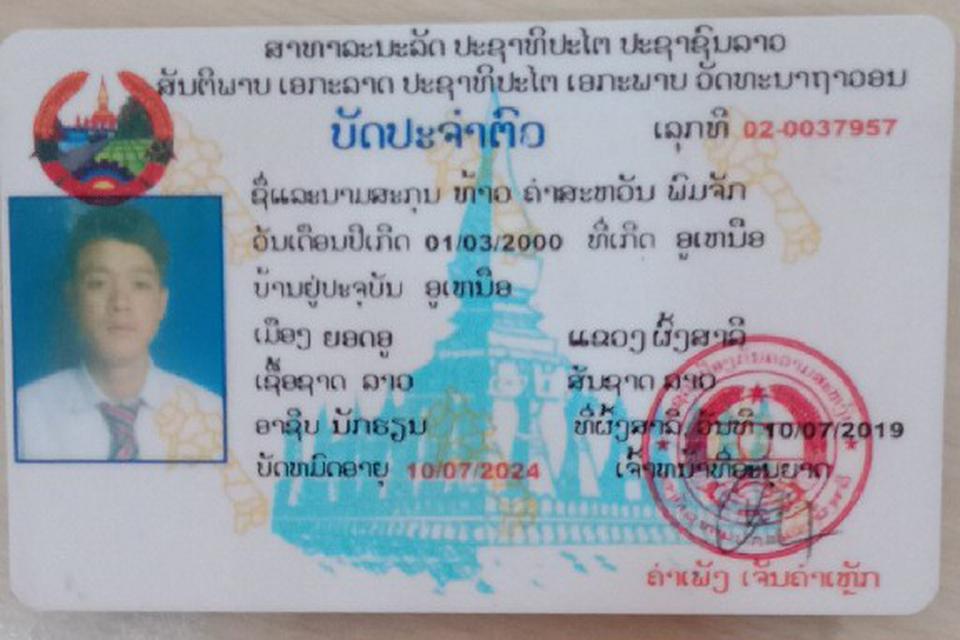 ສາທາລະນະລັດ ປະຊາທິປະໄຕ ປະຊາຊົນລາວ
ສັນຕິພາບ ເອກະລາດ ປະຊາທິປະໄຕ ເອກະພາບ ວັດທະນາຖາວອນ
ບັດປະຈຳຕົວ ເລກທີ 02-0037957
ຊື່ແລະນາມສະກຸນ ທ້າວ ຄຳສະຫວັນ ພົມຈັກ
ວັນເດືອນປີເກີດ 01/03/2000 ທີ່ເກີດ ອູເຫນືອ
ບ້ານຢູ່ປະຈຸບັນ ອູເຫນືອ
ເມືອງ ຍອດອູ ແຂວງ ຜົ້ງສາລີ
ເຊື້ອຊາດ ລາວ ສັນຊາດ ລາວ
ອາຊີບ ນັກຮຽນ ທີ່ຜົ້ງສາລີ, ວັນທີ 10/07/2019
ບັດຫມົດອາຍຸ 10/07/2024 ເຈົ້າຫນ້າທີ່ອະນຸຍາດ
ຄຳເພັງ ເຈັນຄຳເຫຼັກ